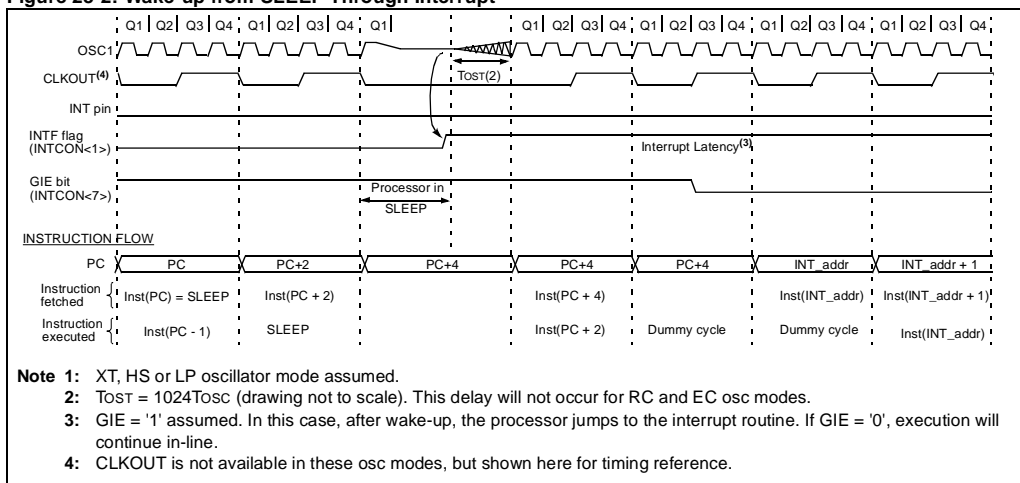 Figure 25-2: Wake-up from SLEEP Through Interrupt
Q1 Q2 Q3 Q4 Q1 Q2 Q3 Q4 Q1 Q1 Q2 Q3 Q4 Q1 Q2 Q3 Q4 Q1 Q2 Q3 Q4 Q1 Q2 Q3 Q4
OSC1
TOST(2)
CLKOUT(4)
INT pin
INTF flag
(INTCON<1>)
Interrupt Latency(3)
GIE bit
(INTCON<7>)
Processor in
SLEEP
INSTRUCTION FLOW
PC PC PC+2 PC+4 PC+4 PC+4 INT_addr INT_addr + 1
Instruction
fetched
Inst(PC) = SLEEP Inst(PC + 2) Inst(PC + 4) Inst(INT_addr) Inst(INT_addr + 1)
Instruction
executed
Inst(PC - 1) SLEEP Inst(PC + 2) Dummy cycle Dummy cycle Inst(INT_addr)
Note 1: XT, HS or LP oscillator mode assumed.
2: TOST = 1024TOSC (drawing not to scale). This delay will not occur for RC and EC osc modes.
3: GIE = '1' assumed. In this case, after wake-up, the processor jumps to the interrupt routine. If GIE = '0', execution will
continue in-line.
4: CLKOUT is not available in these osc modes, but shown here for timing reference.